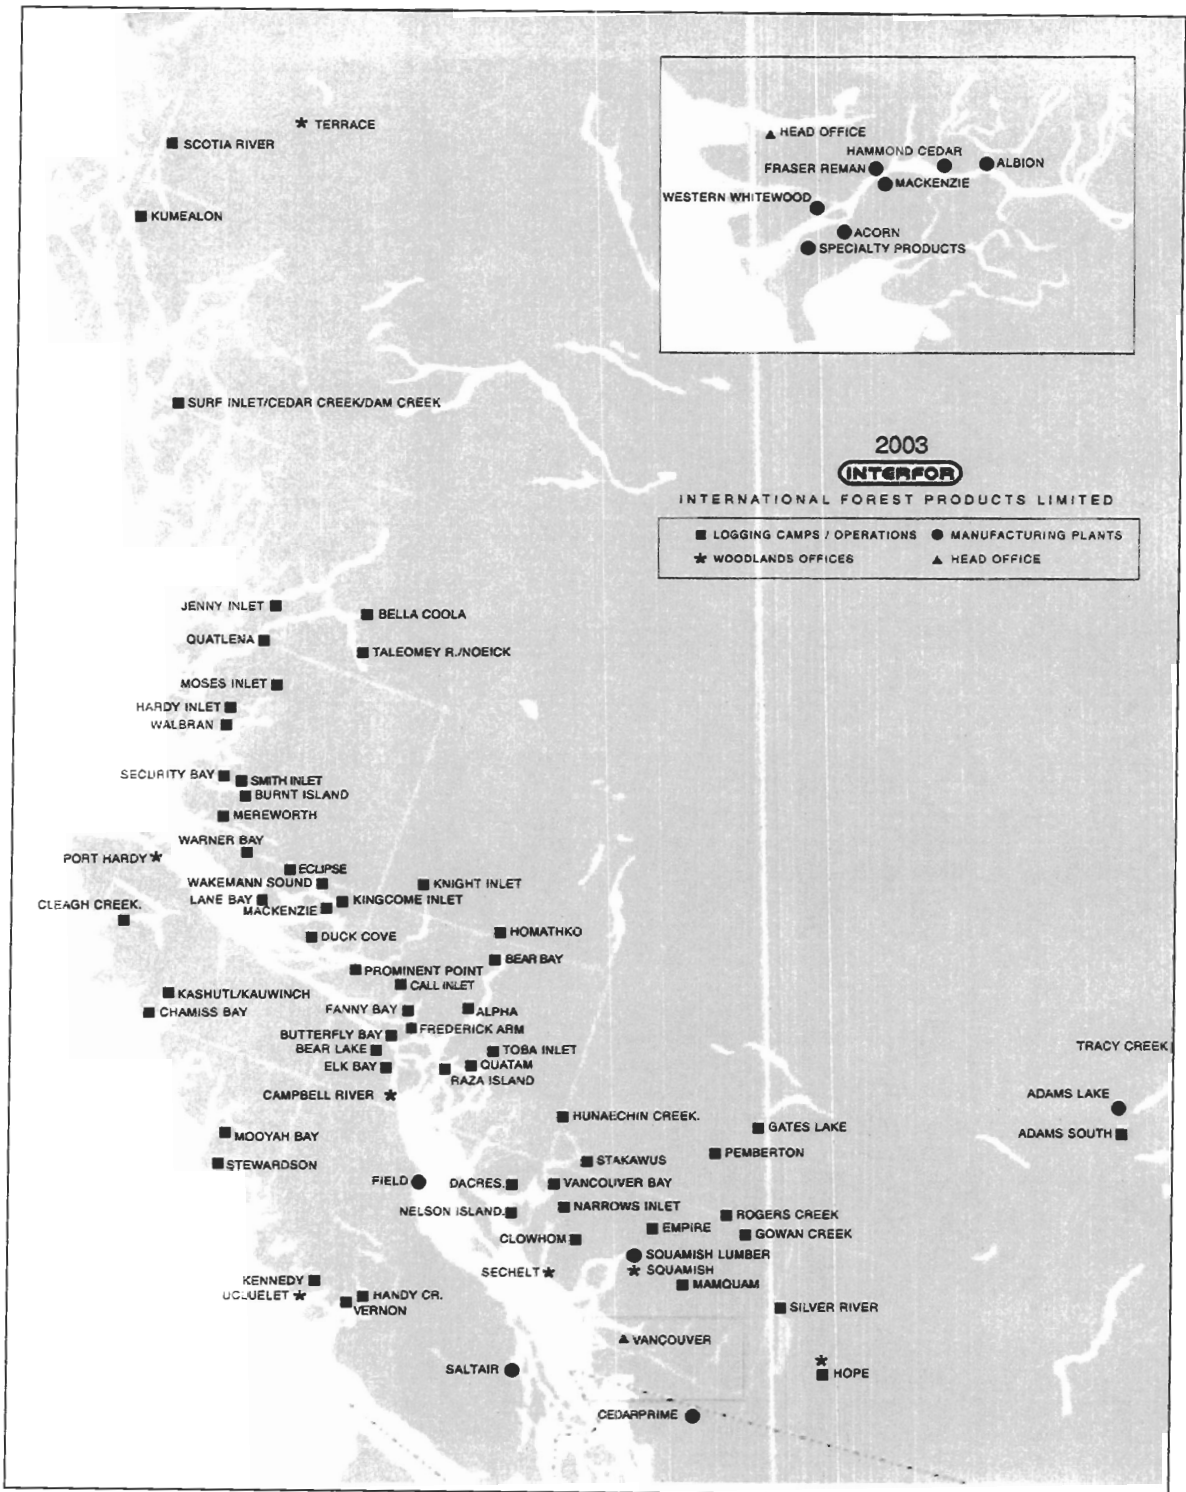 TERRACE
SCOTIA RIVER
KUMEALON
HEAD OFFICE
HAMMOND CEDAR
FRASER REMAN
ALBION
MACKENZIE
WESTERN WHITEWOOD
ACORN
SPECIALTY PRODUCTS
SURF INLET/CEDAR CREEK/DAM CREEK
2003
INTERFOR
INTERNATIONAL FOREST PRODUCTS LIMITED
LOGGING CAMPS / OPERATIONS
MANUFACTURING PLANTS
WOODLANDS OFFICES
HEAD OFFICE
JENNY INLET
BELLA COOLA
QUATLENA
TALEOMEY R./NOEICK
MOSES INLET
HARDY INLET
WALBRAN
SECURITY BAY
SMITH INLET
BURNT ISLAND
MEREWORTH
WARNER BAY
PORT HARDY
ECLIPSE
WAKEMANN SOUND
KNIGHT INLET
LANE BAY
KINGCOME INLET
CLEAGH CREEK.
MACKENZIE
DUCK COVE
HOMATHKO
BEAR BAY
PROMINENT POINT
CALL INLET
KASHUTL/KAUWINCH
CHAMISS BAY
FANNY BAY
ALPHA
FREDERICK ARM
BUTTERFLY BAY
BEAR LAKE
TOBA INLET
TRACY CREEK
ELK BAY
QUATAM
RAZA ISLAND
CAMPBELL RIVER
ADAMS LAKE
HUNAECHIN CREEK.
GATES LAKE
MOOYAH BAY
ADAMS SOUTH
PEMBERTON
STEWARDSON
STAKAWUS
FIELD
DACRES.
VANCOUVER BAY
NELSON ISLAND.
NARROWS INLET
ROGERS CREEK
EMPIRE
GOWAN CREEK
CLOWHOM
SQUAMISH LUMBER
SECHELT
SQUAMISH
KENNEDY
MAMQUAM
UCLUELET
HANDY CR.
VERNON
SILVER RIVER
VANCOUVER
SALTAIR
HOPE
CEDARPRIME